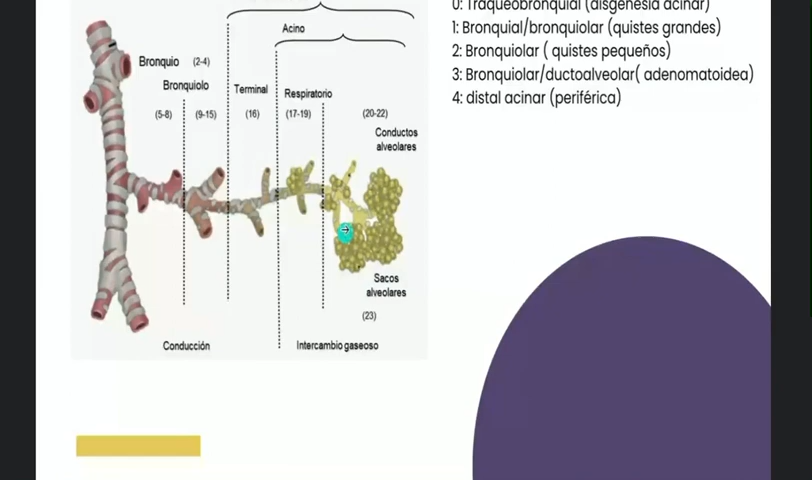 Acino
Bronquio (2-4)
Bronquiolo
Terminal
Respiratorio
(5-8)
(9-15)
(16)
(17-19)
(20-22)
Conductos
alveolares
Sacos
alveolares
(23)
Conducción
Intercambio gaseoso
0: Traqueobronquial (disgenesia acinar)
1: Bronquial/bronquiolar (quistes grandes)
2: Bronquiolar ( quistes pequeños)
3: Bronquiolar/ductoalveolar( adenomatoidea)
4: distal acinar (periférica)